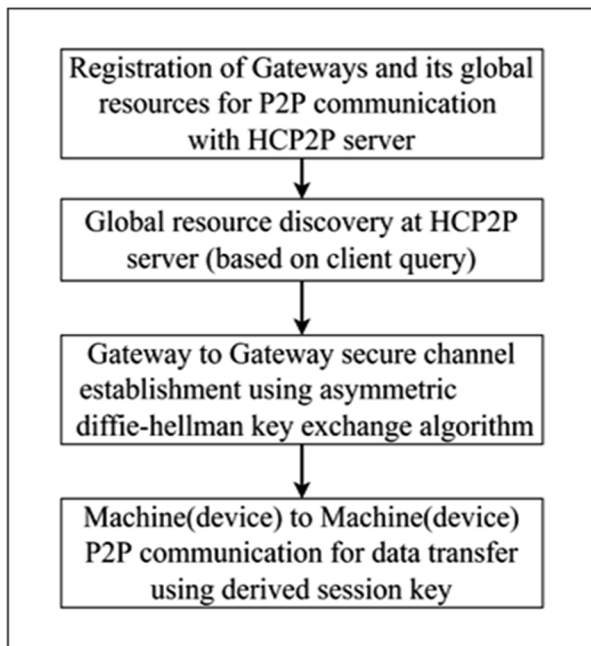 Registration of Gateways and its global
resources for P2P communication
with HCP2P server
Global resource discovery at HCP2P
server (based on client query)
Gateway to Gateway secure channel
establishment using asymmetric
diffie-hellman key exchange algorithm
Machine(device) to Machine(device)
P2P communication for data transfer
using derived session key